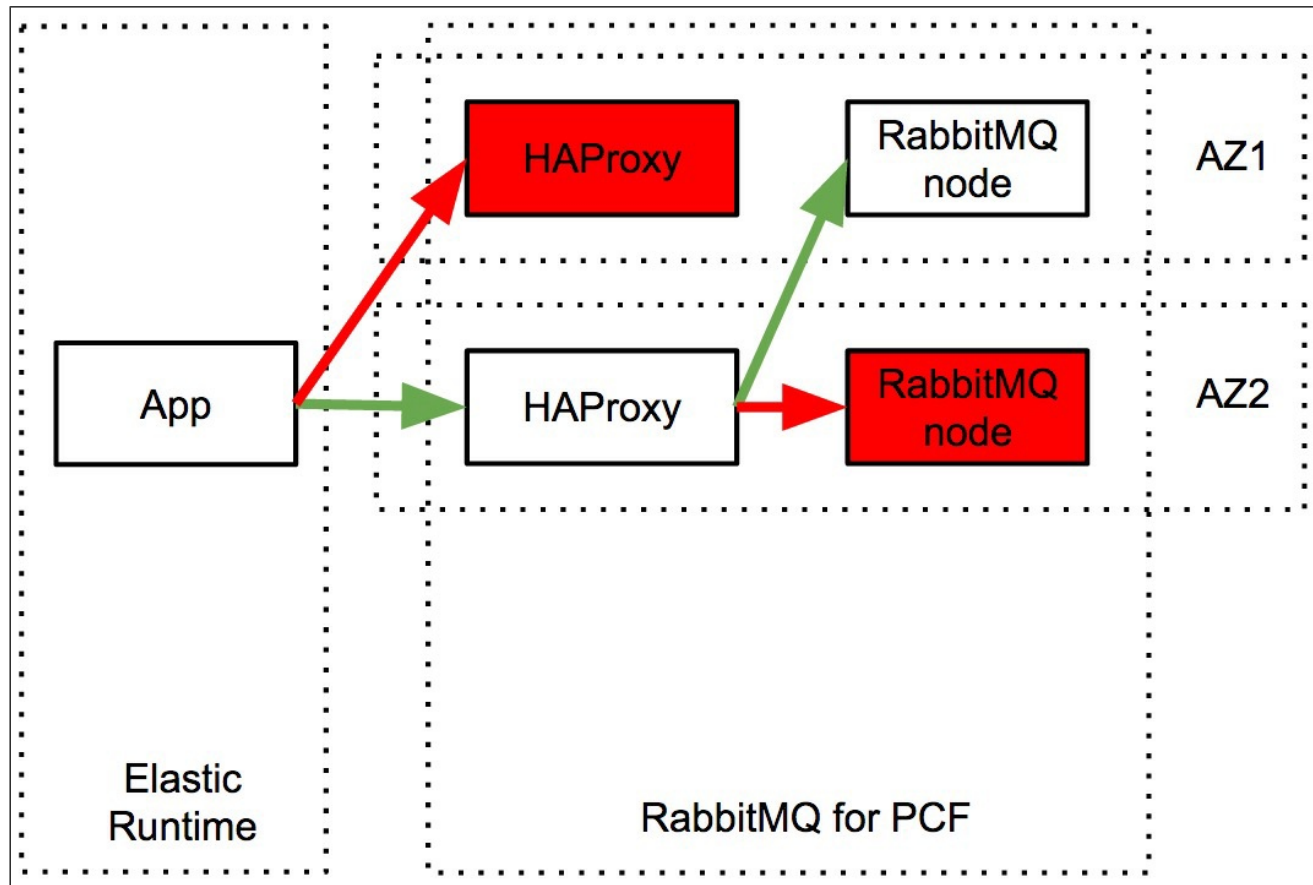 HAProxy
RabbitMQ
node
AZ1
App
HAProxy
RabbitMQ
node
AZ2
Elastic
Runtime
RabbitMQ for PCF